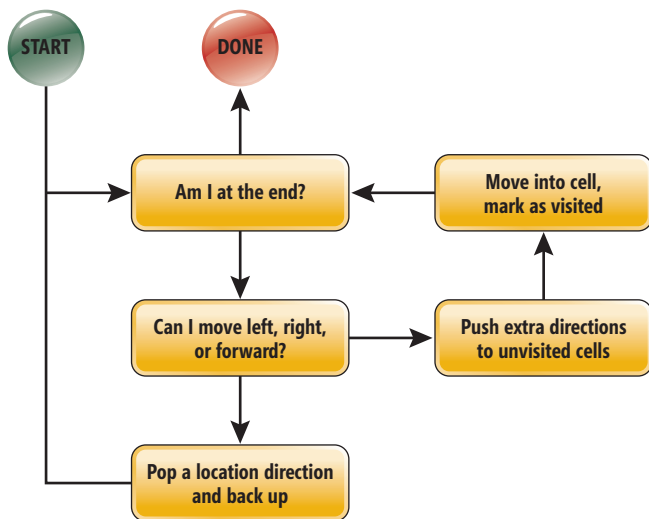 START
DONE
Am I at the end?
Move into cell,
mark as visited
Can I move left, right,
or forward?
Push extra directions
to unvisited cells
Pop a location direction
and back up